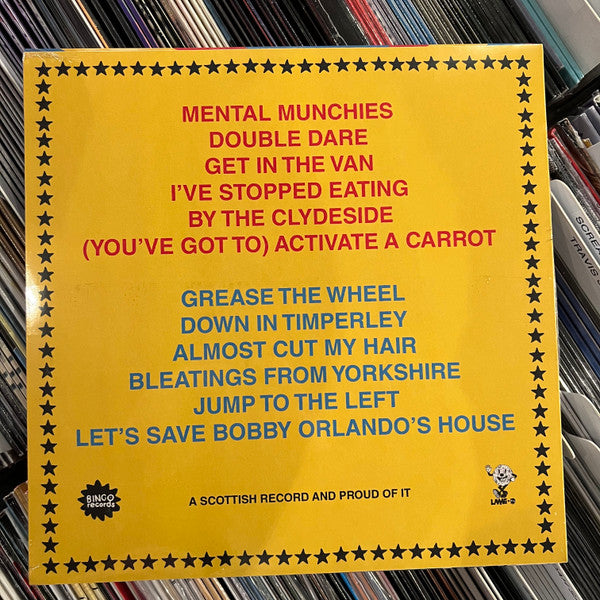 MENTAL MUNCHIES
DOUBLE DARE
GET IN THE VAN
I'VE STOPPED EATING
BY THE CLYDESIDE
(YOU'VE GOT TO) ACTIVATE A CARROT
GREASE THE WHEEL
DOWN IN TIMPERLEY
ALMOST CUT MY HAIR
BLEATINGS FROM YORKSHIRE
JUMP TO THE LEFT
LET'S SAVE BOBBY ORLANDO'S HOUSE
BINGO
records
A SCOTTISH RECORD AND PROUD OF IT
LAME-O
TRAVIS